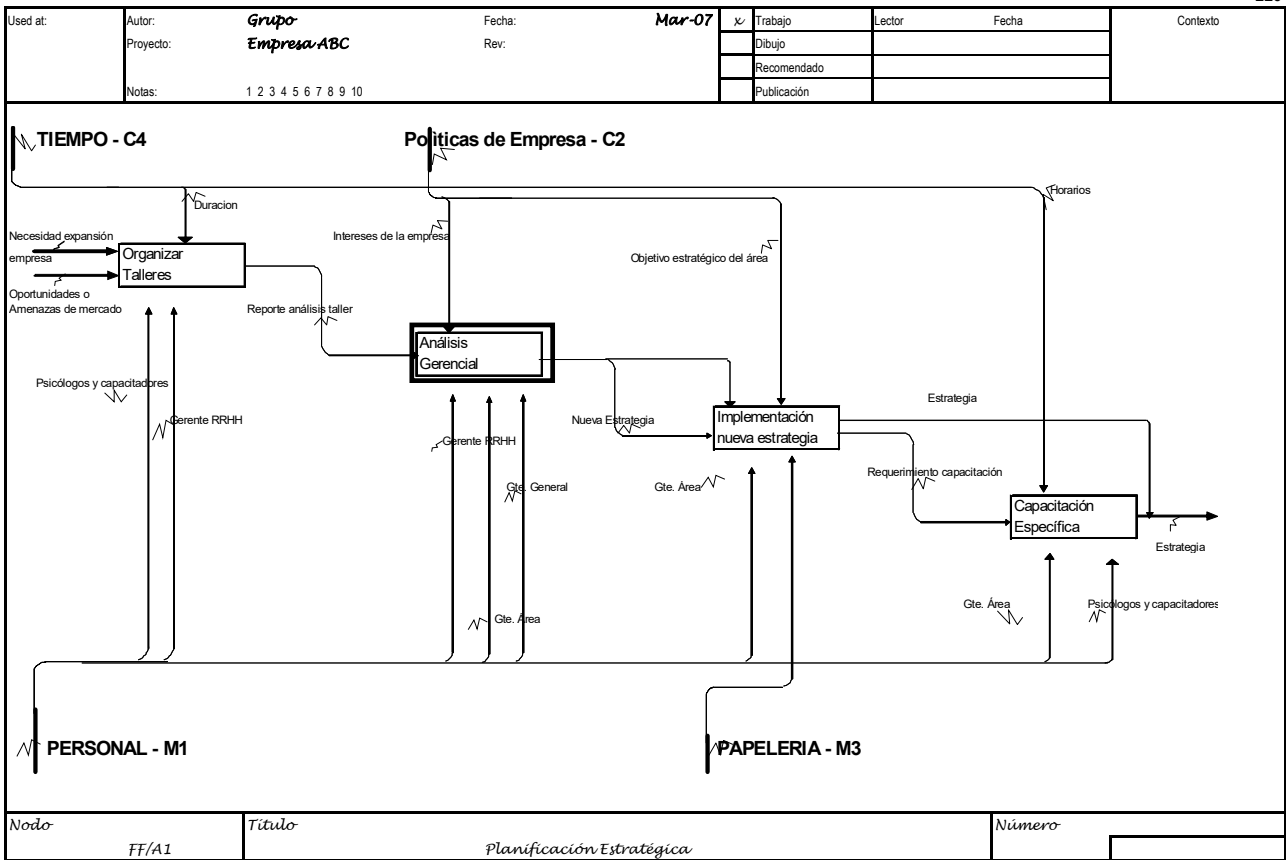 Used at:
Autor:
Grupo
Fecha:
Mar-07
x
Trabajo
Lector
Fecha
Contexto
Proyecto:
Empresa ABC
Rev:
Dibujo
Recomendado
Notas:
1 2 3 4 5 6 7 8 9 10
Publicación
TIEMPO - C4
Polìticas de Empresa - C2
Duracion
Horarios
Necesidad expansión
empresa
Organizar
Talleres
Intereses de la empresa
Objetivo estratégico del área
Oportunidades o
Amenazas de mercado
Reporte análisis taller
Análisis
Gerencial
Psicólogos y capacitadores
Gerente RRHH
Estrategia
Nueva Estrategia
Implementación
nueva estrategia
Gerente RRHH
Gte. General
Gte. Área
Requerimiento capacitación
Capacitación
Específica
Estrategia
Gte. Área
Gte. Área
Psicólogos y capacitadores
PERSONAL - M1
PAPELERIA - M3
Nodo
Título
Número
FF/A1
Planificación Estratégica